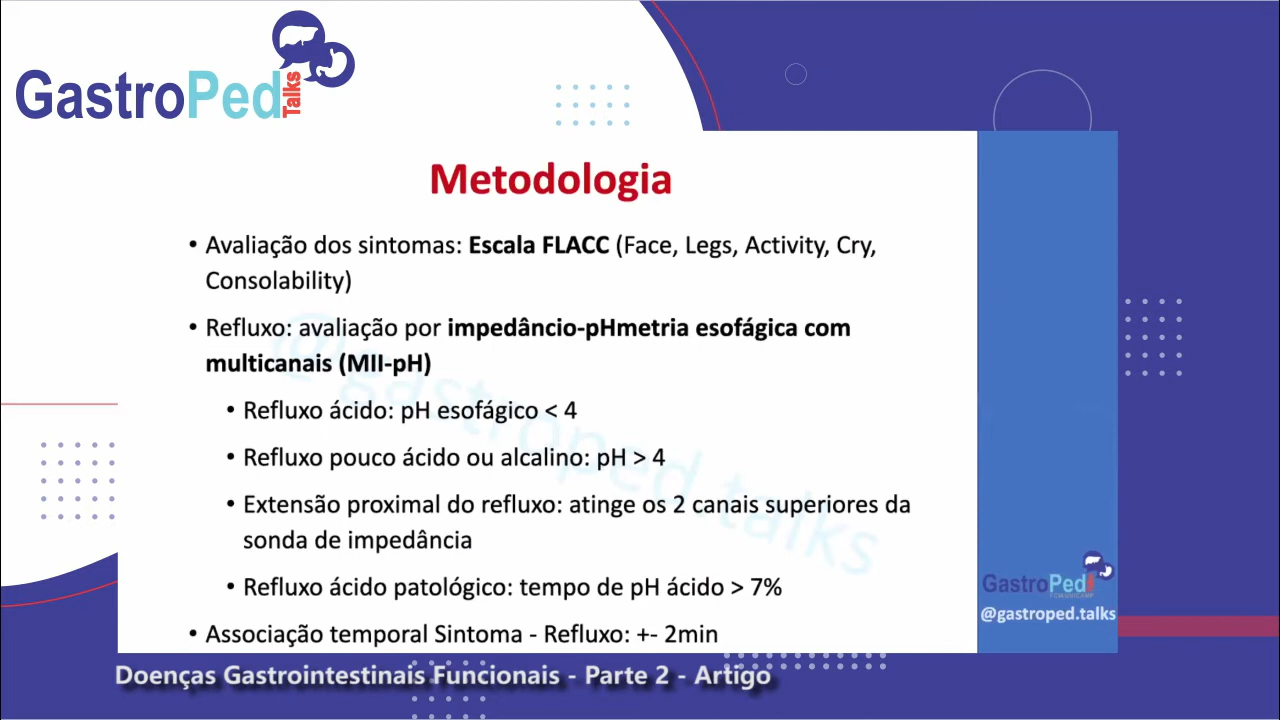 GastroPed Talks
Metodologia
• Avaliação dos sintomas: Escala FLACC (Face, Legs, Activity, Cry,
Consolability)
• Refluxo: avaliação por impedâncio-pHmetria esofágica com
multicanais (MII-pH)
• Refluxo ácido: pH esofágico < 4
• Refluxo pouco ácido ou alcalino: pH > 4
• Extensão proximal do refluxo: atinge os 2 canais superiores da
sonda de impedância
• Refluxo ácido patológico: tempo de pH ácido > 7%
• Associação temporal Sintoma - Refluxo: +- 2min
@gastroped.talks
GastroPed
@gastroped.talks
Doenças Gastrointestinais Funcionais - Parte 2 - Artigo